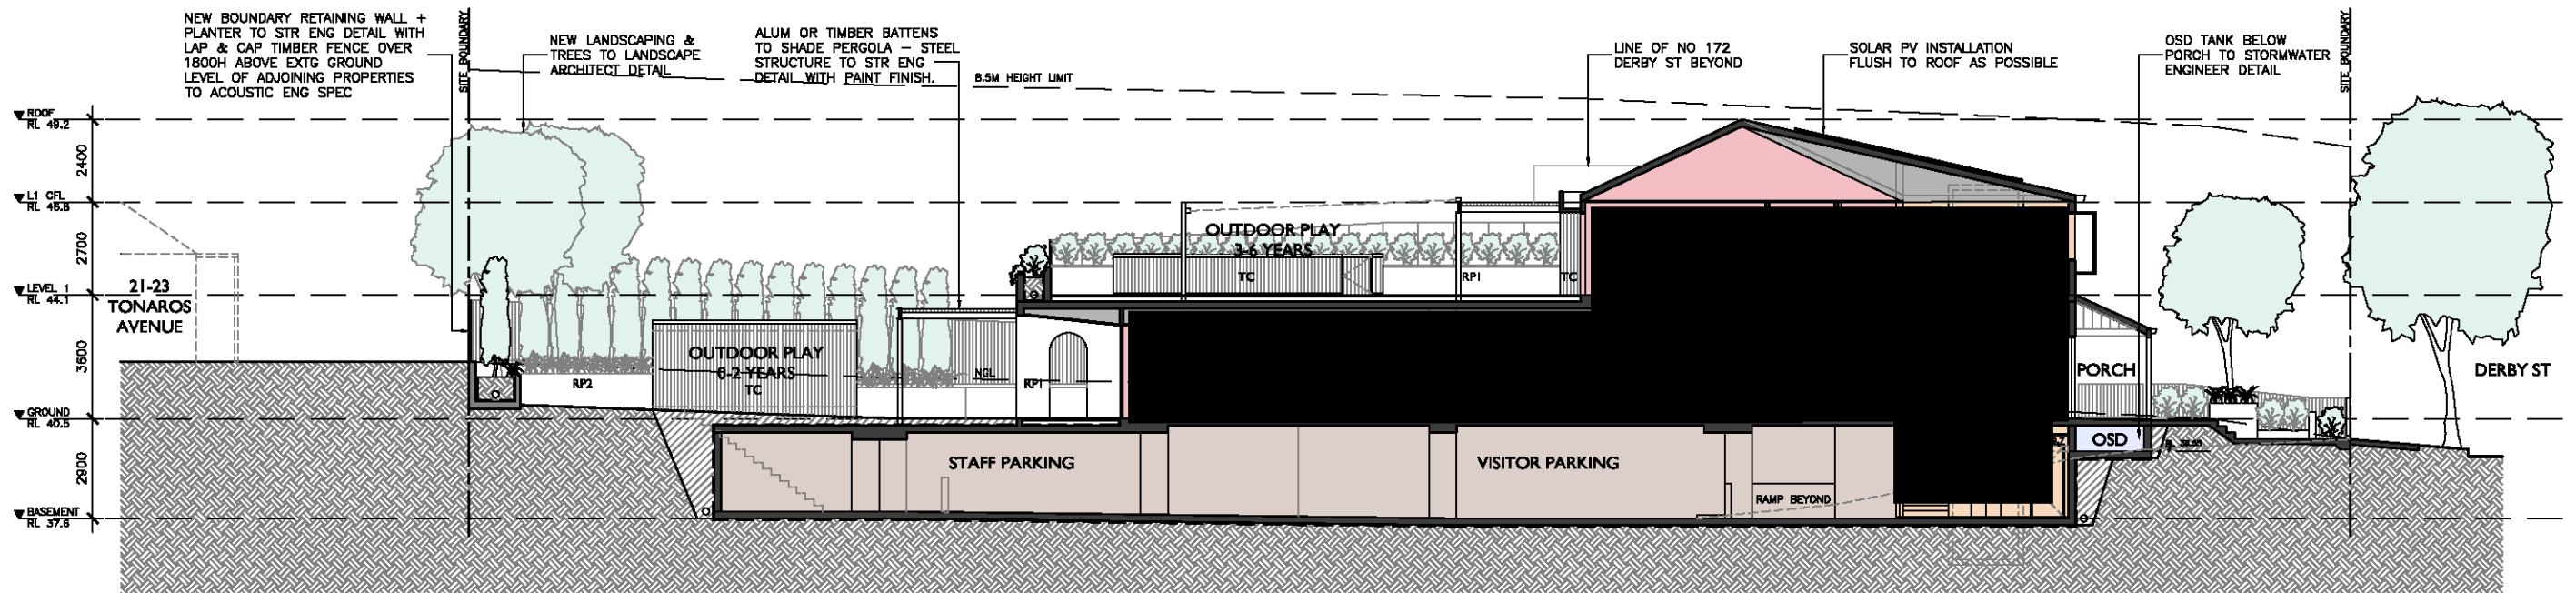 NEW BOUNDARY RETAINING WALL +
PLANTER TO STR ENG DETAIL WITH
LAP & CAP TIMBER FENCE OVER
1800H ABOVE EXTG GROUND
LEVEL OF ADJOINING PROPERTIES
TO ACOUSTIC ENG SPEC
SITE BOUNDARY
NEW LANDSCAPING &
TREES TO LANDSCAPE
ARCHITECT DETAIL
ALUM OR TIMBER BATTENS
TO SHADE PERGOLA – STEEL
STRUCTURE TO STR ENG
DETAIL WITH PAINT FINISH.
8.5M HEIGHT LIMIT
LINE OF NO 172
DERBY ST BEYOND
SOLAR PV INSTALLATION
FLUSH TO ROOF AS POSSIBLE
OSD TANK BELOW
PORCH TO STORMWATER
ENGINEER DETAIL
SITE BOUNDARY
ROOF
RL 49.2
2400
L1 CFL
RL 46.8
2700
LEVEL 1
RL 44.1
3600
GROUND
RL 40.5
2900
BASEMENT
RL 37.6
21-23
TONAROS
AVENUE
OUTDOOR PLAY
3-6 YEARS
TC
RP1
TC
OUTDOOR PLAY
0-2 YEARS
TC
RP2
NGL
RP1
PORCH
DERBY ST
OSD
STAFF PARKING
VISITOR PARKING
RAMP BEYOND